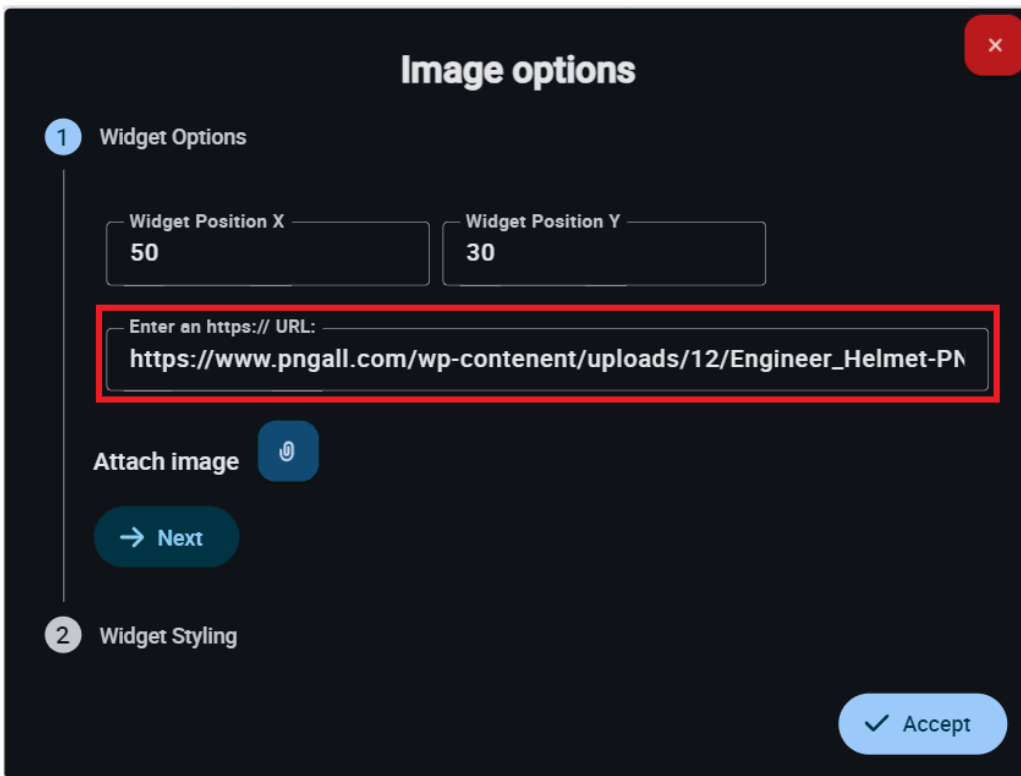 Image options
1 Widget Options
Widget Position X Widget Position Y
50 30
Enter an https:// URL:
https://www.pngall.com/wp-contenent/uploads/12/Engineer_Helmet-PN
Attach image
Next
2 Widget Styling
Accept